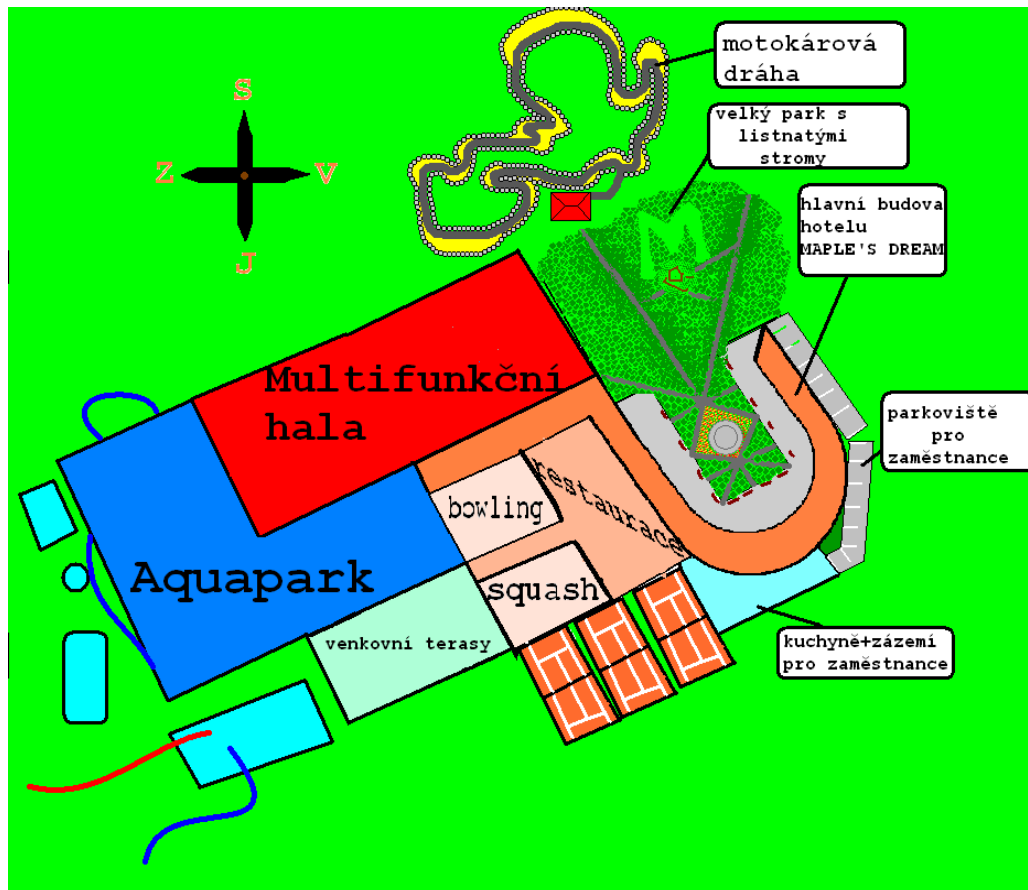 motokárová
dráha
velký park s
listnatými
stromy
S
Z
V
J
hlavní budova
hotelu
MAPLE'S DREAM
M
Multifunkční
hala
parkoviště
pro
zaměstnance
restaurace
bowling
Aquapark
squash
venkovní terasy
kuchyně+zázemí
pro zaměstnance